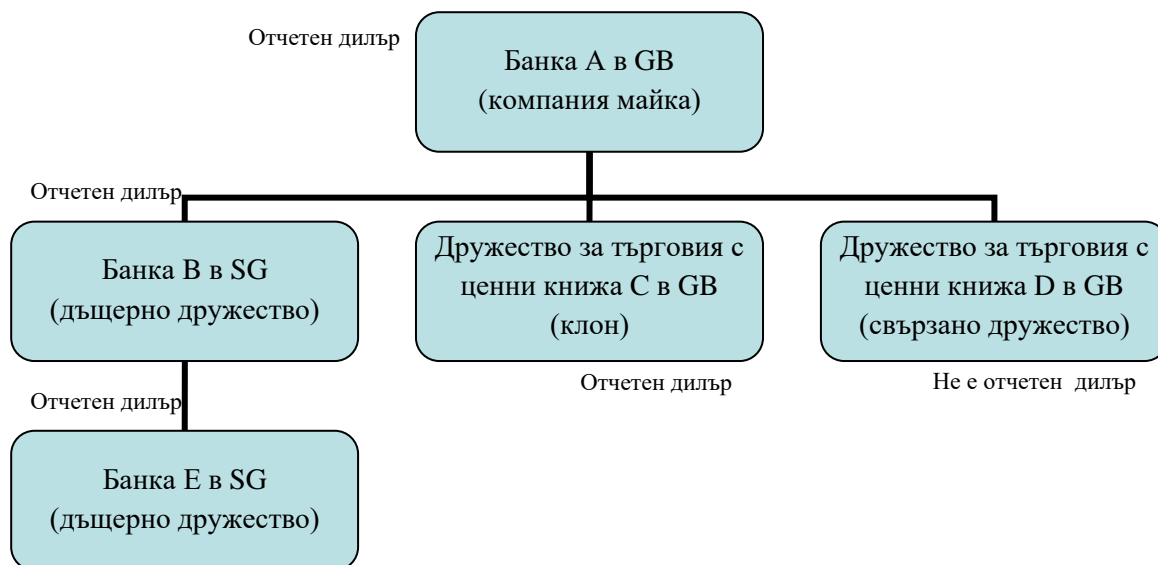 Отчетен дилър
Банка A в GB
(компания майка)
Отчетен дилър
Банка B в SG
(дъщерно дружество)
Дружество за търговия с
ценни книжа C в GB
(клон)
Дружество за търговия с
ценни книжа D в GB
(свързано дружество)
Отчетен дилър
Не е отчетен дилър
Отчетен дилър
Банка E в SG
(дъщерно дружество)